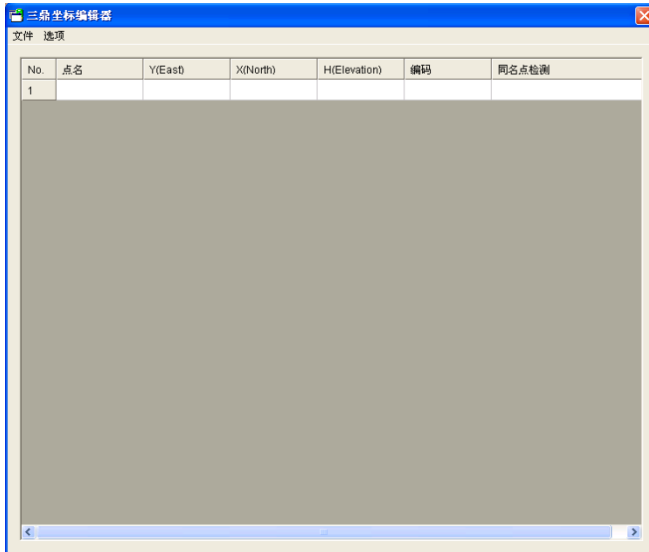 三鼎坐标编辑器
文件 选项
No. 点名 Y(East) X(North) H(Elevation) 编码 同名点检测
1